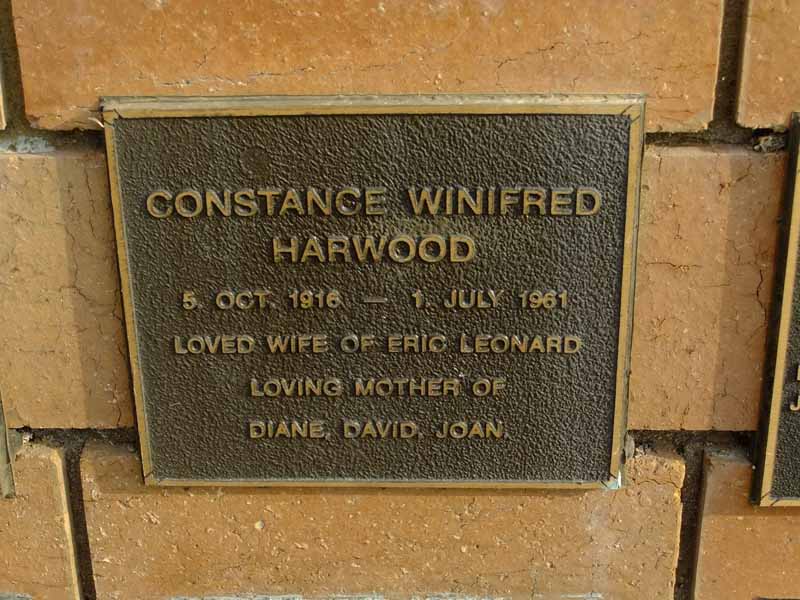 CONSTANCE WINIFRED
HARWOOD
5. OCT. 1916 — 1. JULY 1961
LOVED WIFE OF ERIC LEONARD
LOVING MOTHER OF
DIANE, DAVID, JOAN.